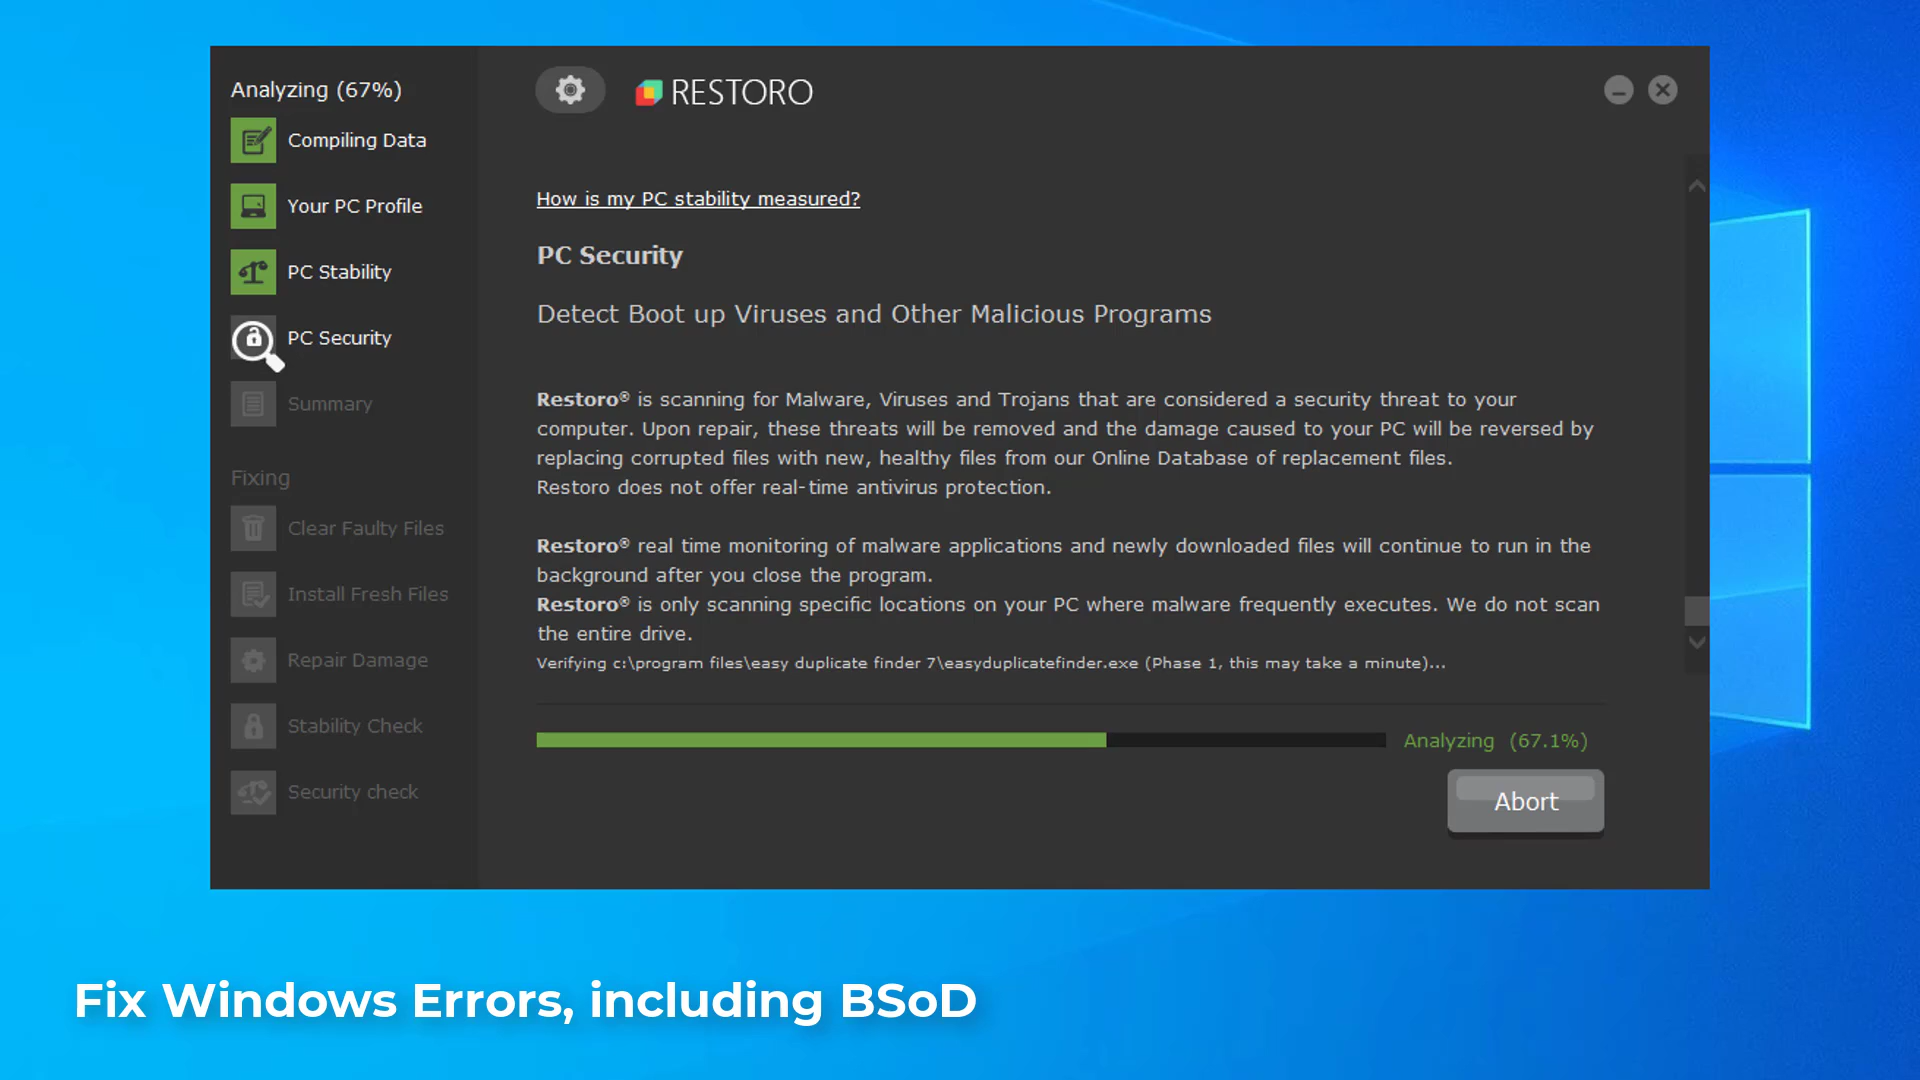 Analyzing (67%)
Compiling Data
Your PC Profile
PC Stability
PC Security
Summary
Fixing
Clear Faulty Files
Install Fresh Files
Repair Damage
Stability Check
Security check
RESTORO
How is my PC stability measured?
PC Security
Detect Boot up Viruses and Other Malicious Programs
Restoro® is scanning for Malware, Viruses and Trojans that are considered a security threat to your
computer. Upon repair, these threats will be removed and the damage caused to your PC will be reversed by
replacing corrupted files with new, healthy files from our Online Database of replacement files.
Restoro does not offer real-time antivirus protection.
Restoro® real time monitoring of malware applications and newly downloaded files will continue to run in the
background after you close the program.
Restoro® is only scanning specific locations on your PC where malware frequently executes. We do not scan
the entire drive.
Verifying c:\program files\easy duplicate finder 7\easyduplicatefinder.exe (Phase 1, this may take a minute)...
Analyzing (67.1%)
Abort
Fix Windows Errors, including BSoD